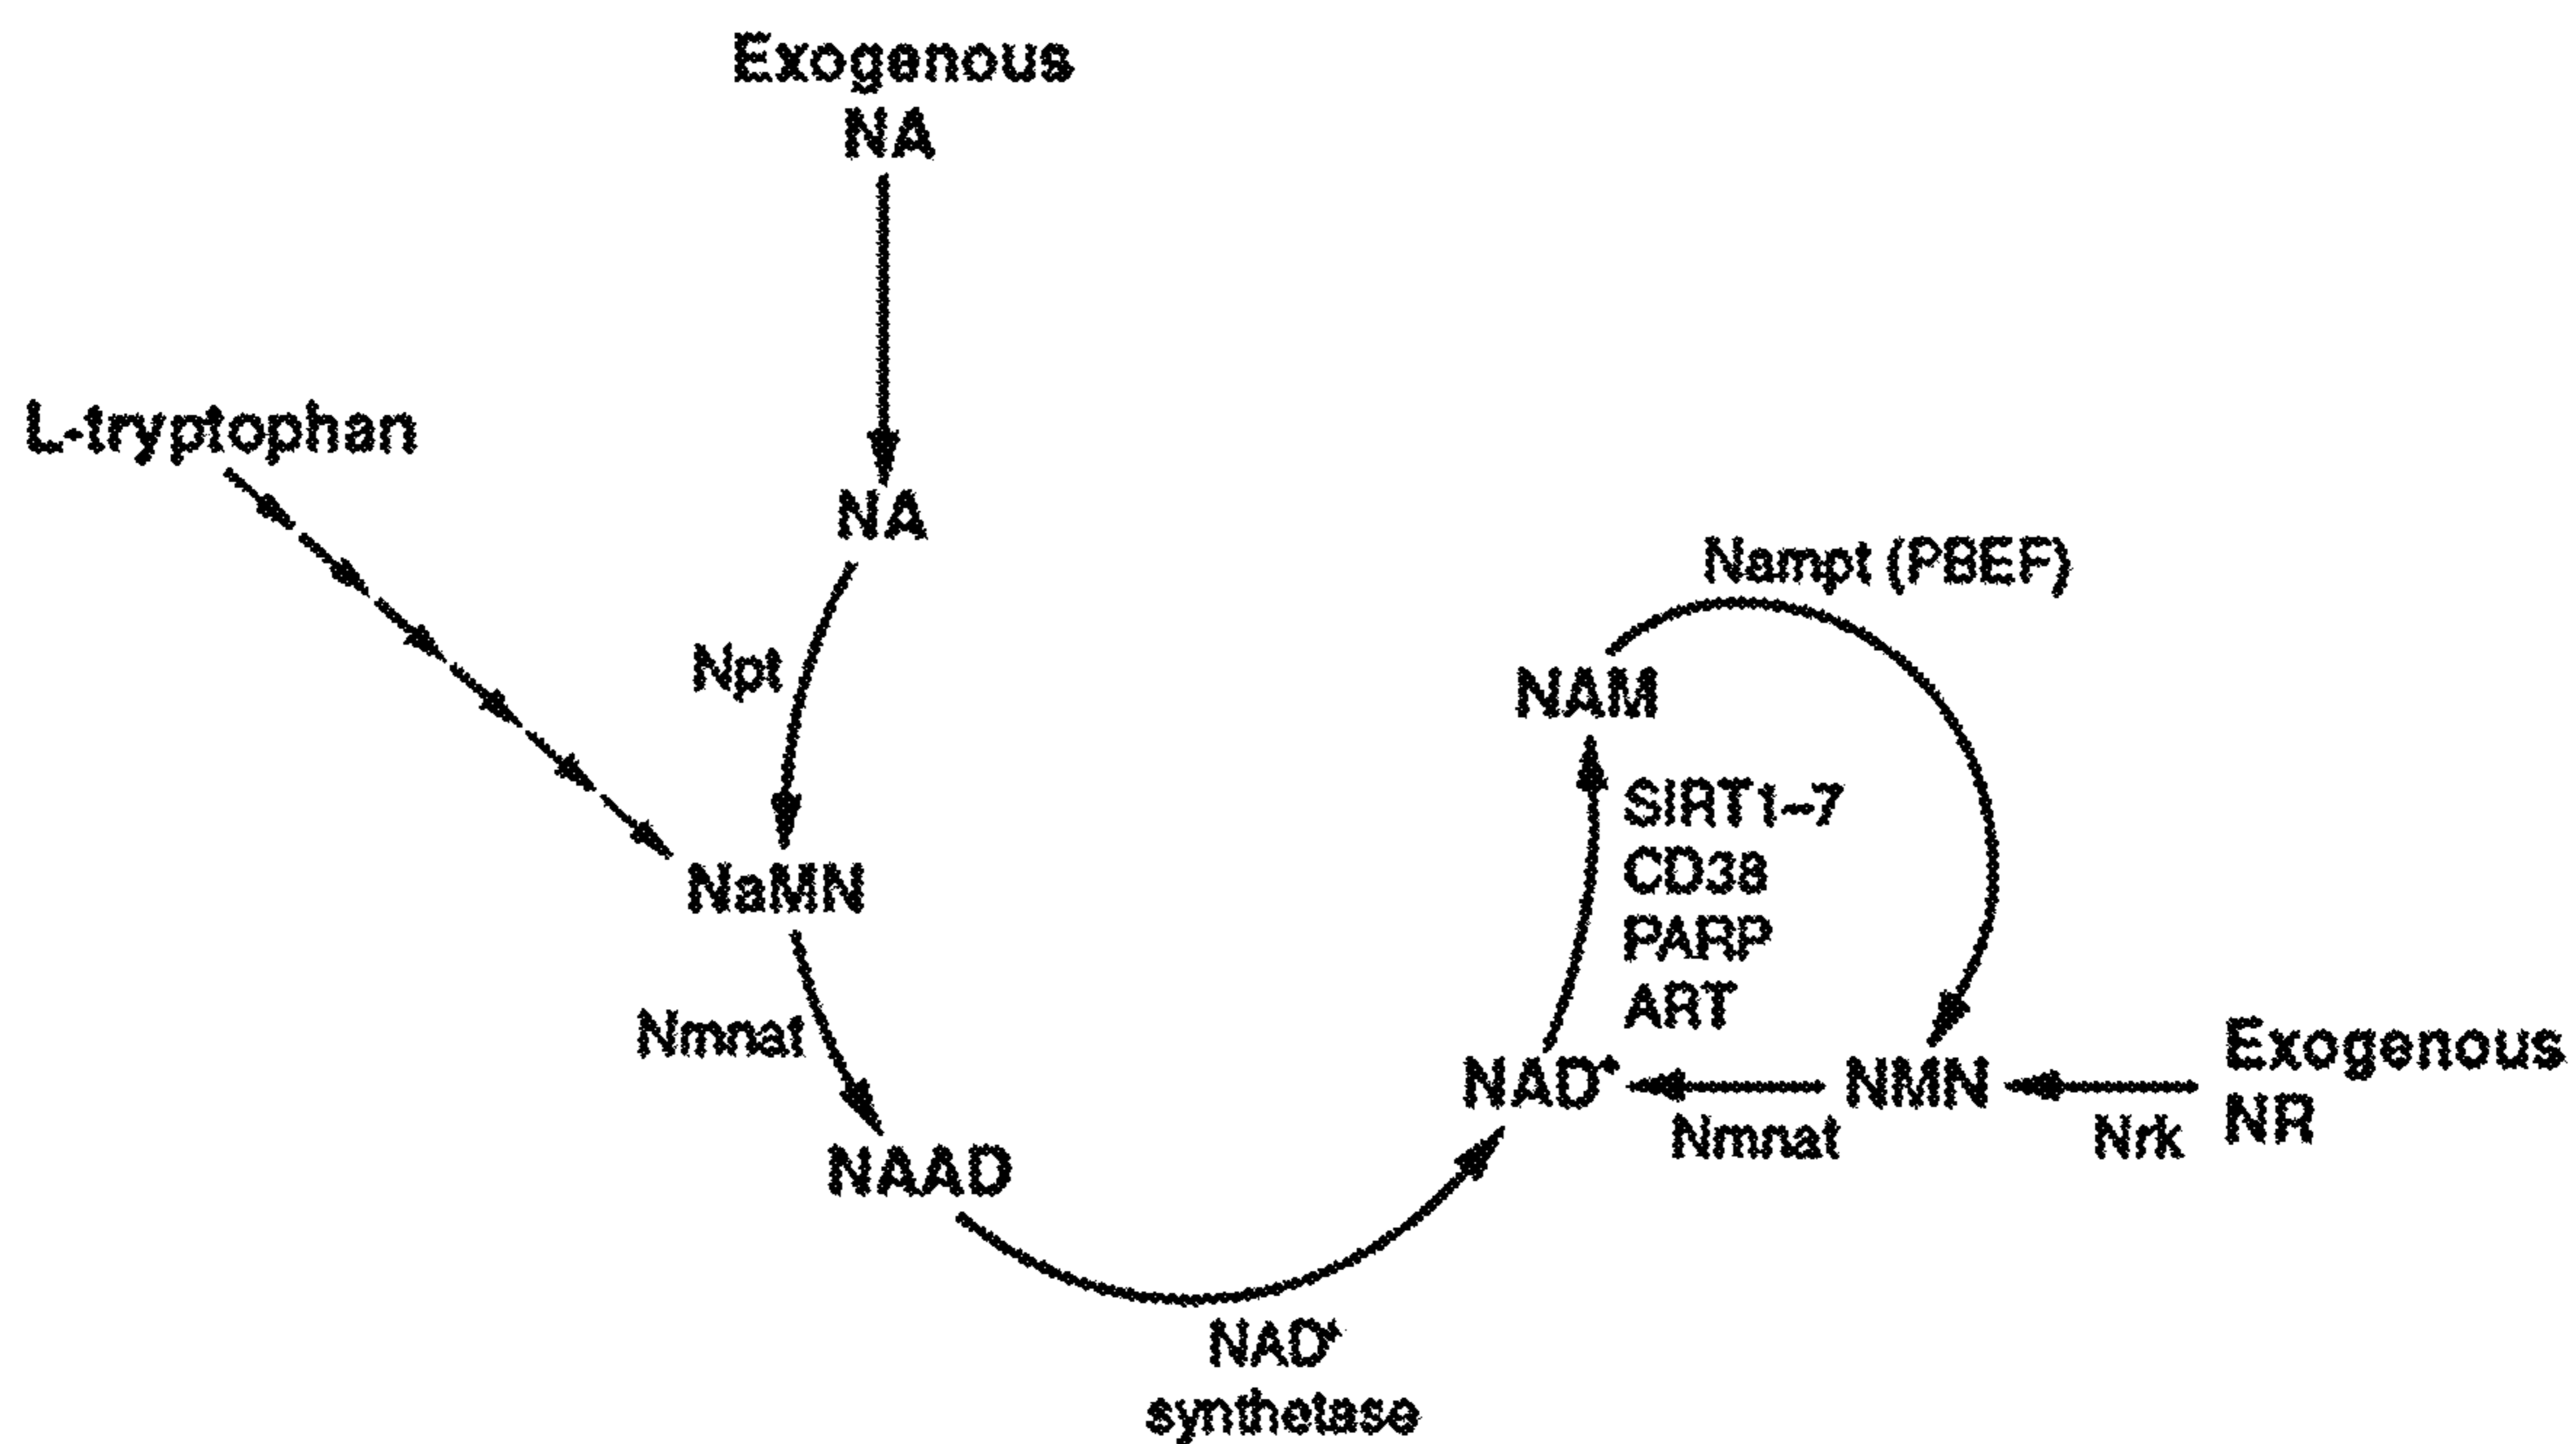 Exogenous
NA
L-tryptophan
NA
Nampt (PBEF)
Npt
NAM
SIRT1–7
CD38
NaMN
PARP
ART
Nmnat
NAD⁺
NMN
Exogenous
NR
Nmnat
Nrk
NAAD
NAD⁺
synthetase